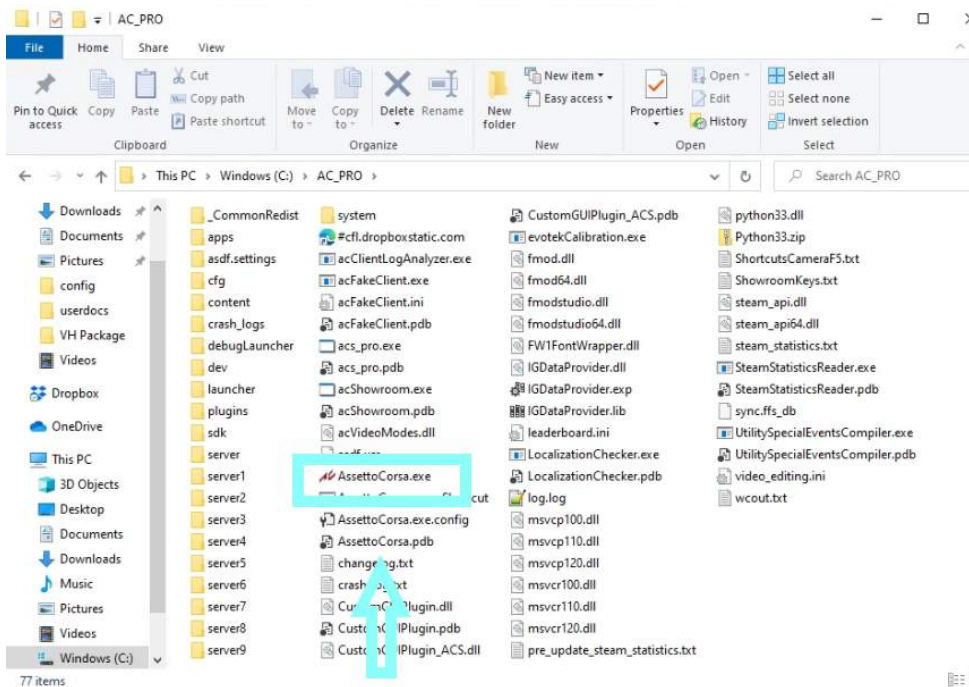 AC_PRO
File Home Share View
Pin to Quick access
Copy
Paste
Cut
Copy path
Paste shortcut
Clipboard
Move to
Copy to
Delete
Rename
Organize
New folder
New item
Easy access
New
Properties
Open
Edit
History
Open
Select all
Select none
Invert selection
Select
This PC > Windows (C:) > AC_PRO >
Search AC_PRO
Downloads
Documents
Pictures
config
userdocs
VH Package
Videos
Dropbox
OneDrive
This PC
3D Objects
Desktop
Documents
Downloads
Music
Pictures
Videos
Windows (C:)
_CommonRedist
apps
asdf.settings
cfg
content
crash_logs
debugLauncher
dev
launcher
plugins
sdk
server
server1
server2
server3
server4
server5
server6
server7
server8
server9
system
#cfl.dropboxstatic.com
acClientLogAnalyzer.exe
acFakeClient.exe
acFakeClient.ini
acFakeClient.pdb
acs_pro.exe
acs_pro.pdb
acShowroom.exe
acShowroom.pdb
acVideoModes.dll
AssettoCorsa.exe
AssettoCorsa.exe.config
AssettoCorsa.pdb
CustomGUIPlugin_ACS.dll
CustomGUIPlugin_ACS.pdb
evotekCalibration.exe
fmod.dll
fmod64.dll
fmodstudio.dll
fmodstudio64.dll
FW1FontWrapper.dll
IGDataProvider.dll
IGDataProvider.exp
IGDataProvider.lib
leaderboard.ini
LocalizationChecker.exe
LocalizationChecker.pdb
log.log
msvcp100.dll
msvcp110.dll
msvcp120.dll
msvcr100.dll
msvcr110.dll
msvcr120.dll
pre_update_steam_statistics.txt
python33.dll
Python33.zip
ShortcutsCameraF5.txt
ShowroomKeys.txt
steam_api.dll
steam_api64.dll
steam_statistics.txt
SteamStatisticsReader.exe
SteamStatisticsReader.pdb
sync.ffs_db
UtilitySpecialEventsCompiler.exe
UtilitySpecialEventsCompiler.pdb
video_editing.ini
wcout.txt
77 items